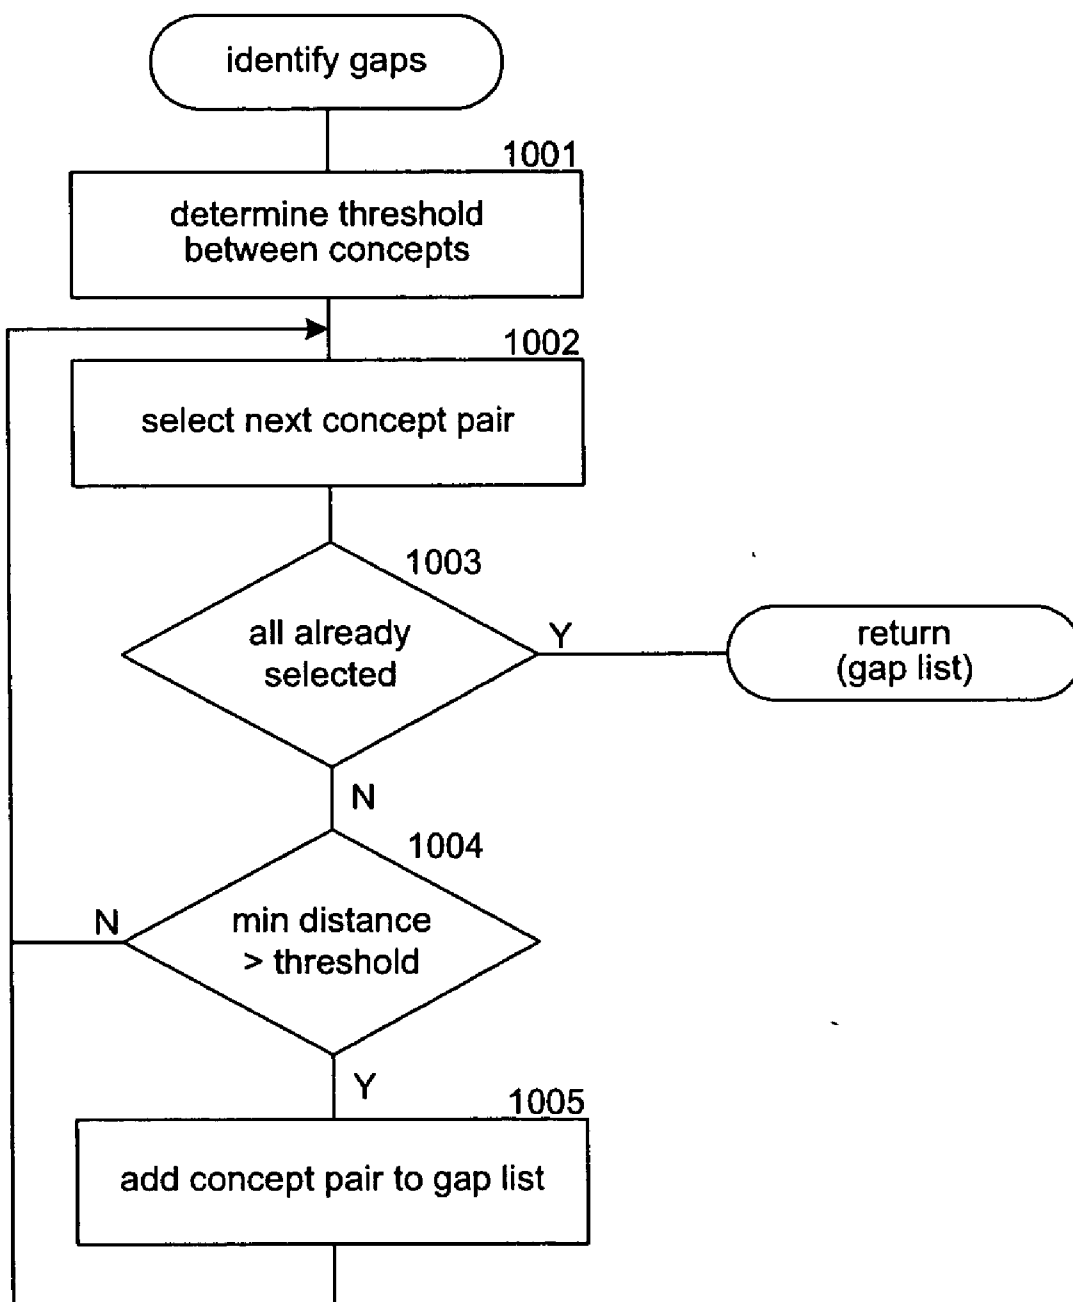 identify gaps
1001
determine threshold
between concepts
1002
select next concept pair
1003
all already
selected
Y
return
(gap list)
N
1004
min distance
> threshold
N
Y
1005
add concept pair to gap list